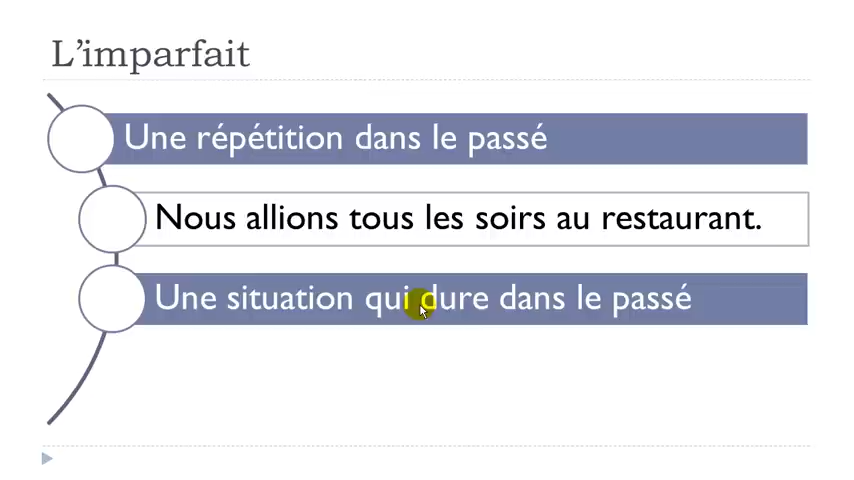 L’imparfait
Une répétition dans le passé
Nous allions tous les soirs au restaurant.
Une situation qui dure dans le passé